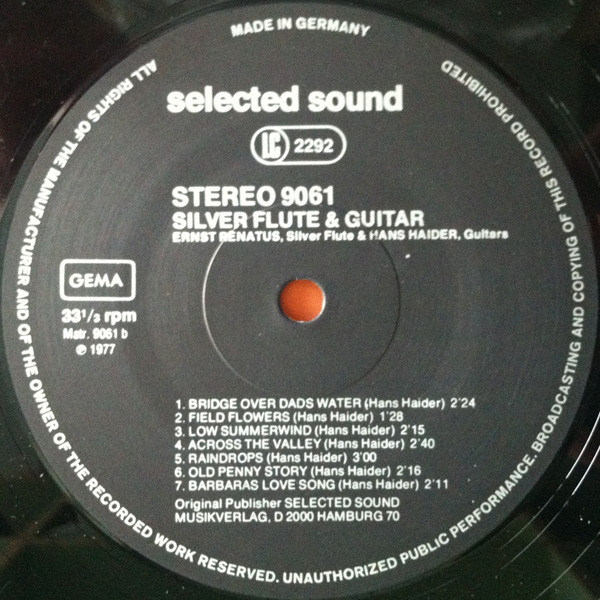 MADE IN GERMANY
selected sound
LC 2292
STEREO 9061
SILVER FLUTE & GUITAR
ERNST RENATUS, Silver Flute & HANS HAIDER, Guitars
GEMA
33 1/3 rpm
Matr. 9061 b
℗ 1977
1. BRIDGE OVER DADS WATER (Hans Haider) 2'24
2. FIELD FLOWERS (Hans Haider) 1'28
3. LOW SUMMERWIND (Hans Haider) 2'15
4. ACROSS THE VALLEY (Hans Haider) 2'40
5. RAINDROPS (Hans Haider) 3'00
6. OLD PENNY STORY (Hans Haider) 2'16
7. BARBARAS LOVE SONG (Hans Haider) 2'11
Original Publisher SELECTED SOUND
MUSIKVERLAG, D 2000 HAMBURG 70
ALL RIGHTS OF THE MANUFACTURER AND OF THE OWNER OF THE RECORDED WORK RESERVED. UNAUTHORIZED PUBLIC PERFORMANCE. BROADCASTING AND COPYING OF THIS RECORD PROHIBITED